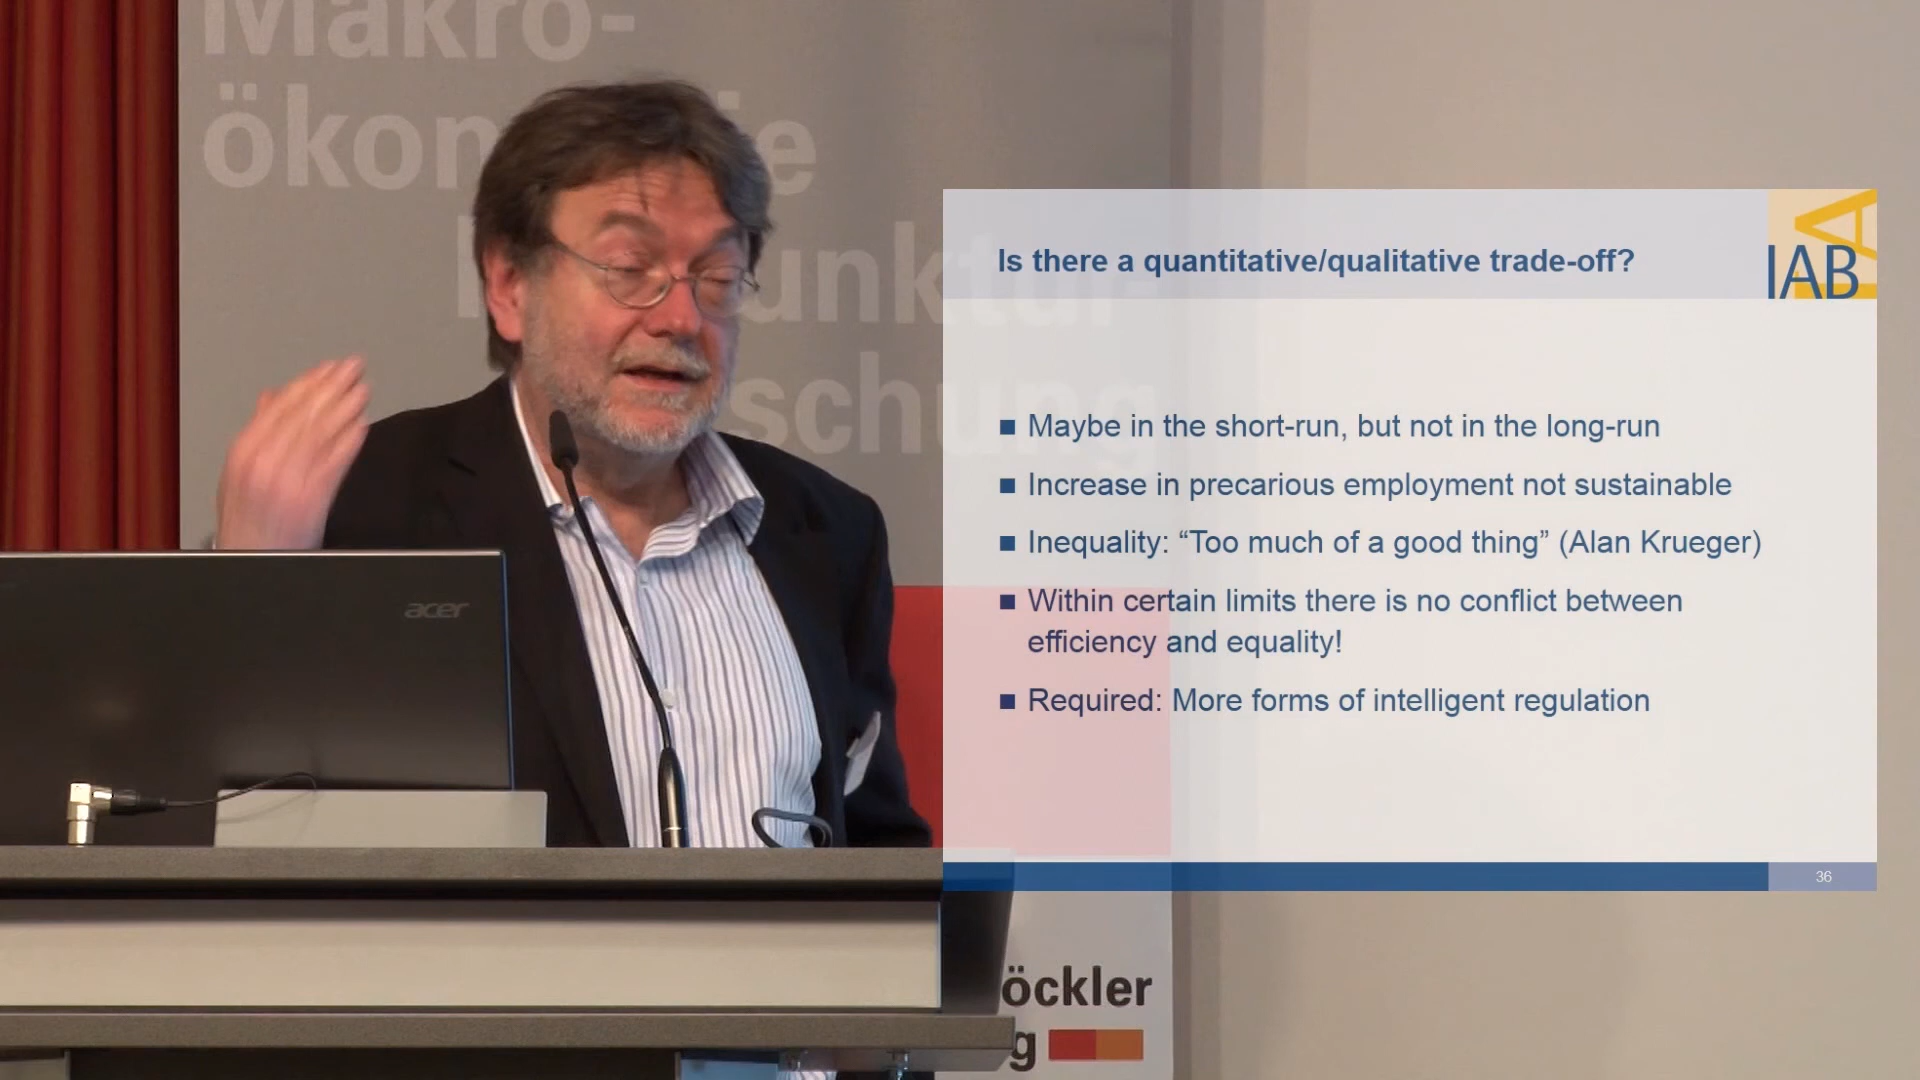 Makro-
ökon ie
unktur-
schung
acer
Is there a quantitative/qualitative trade-off?
IAB
■ Maybe in the short-run, but not in the long-run
■ Increase in precarious employment not sustainable
■ Inequality: “Too much of a good thing” (Alan Krueger)
■ Within certain limits there is no conflict between
efficiency and equality!
■ Required: More forms of intelligent regulation
36
öckler
g